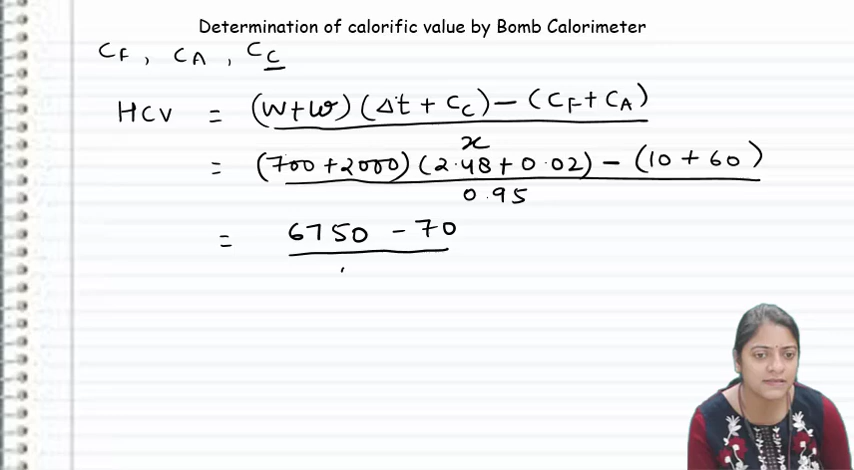 Determination of calorific value by Bomb Calorimeter
CF, CA, CC
HCV = (W+w)(Δt + CC) – (CF + CA)
x
= (700 + 2000)(2.48 + 0.02) – (10 + 60)
0.95
= 6750 – 70